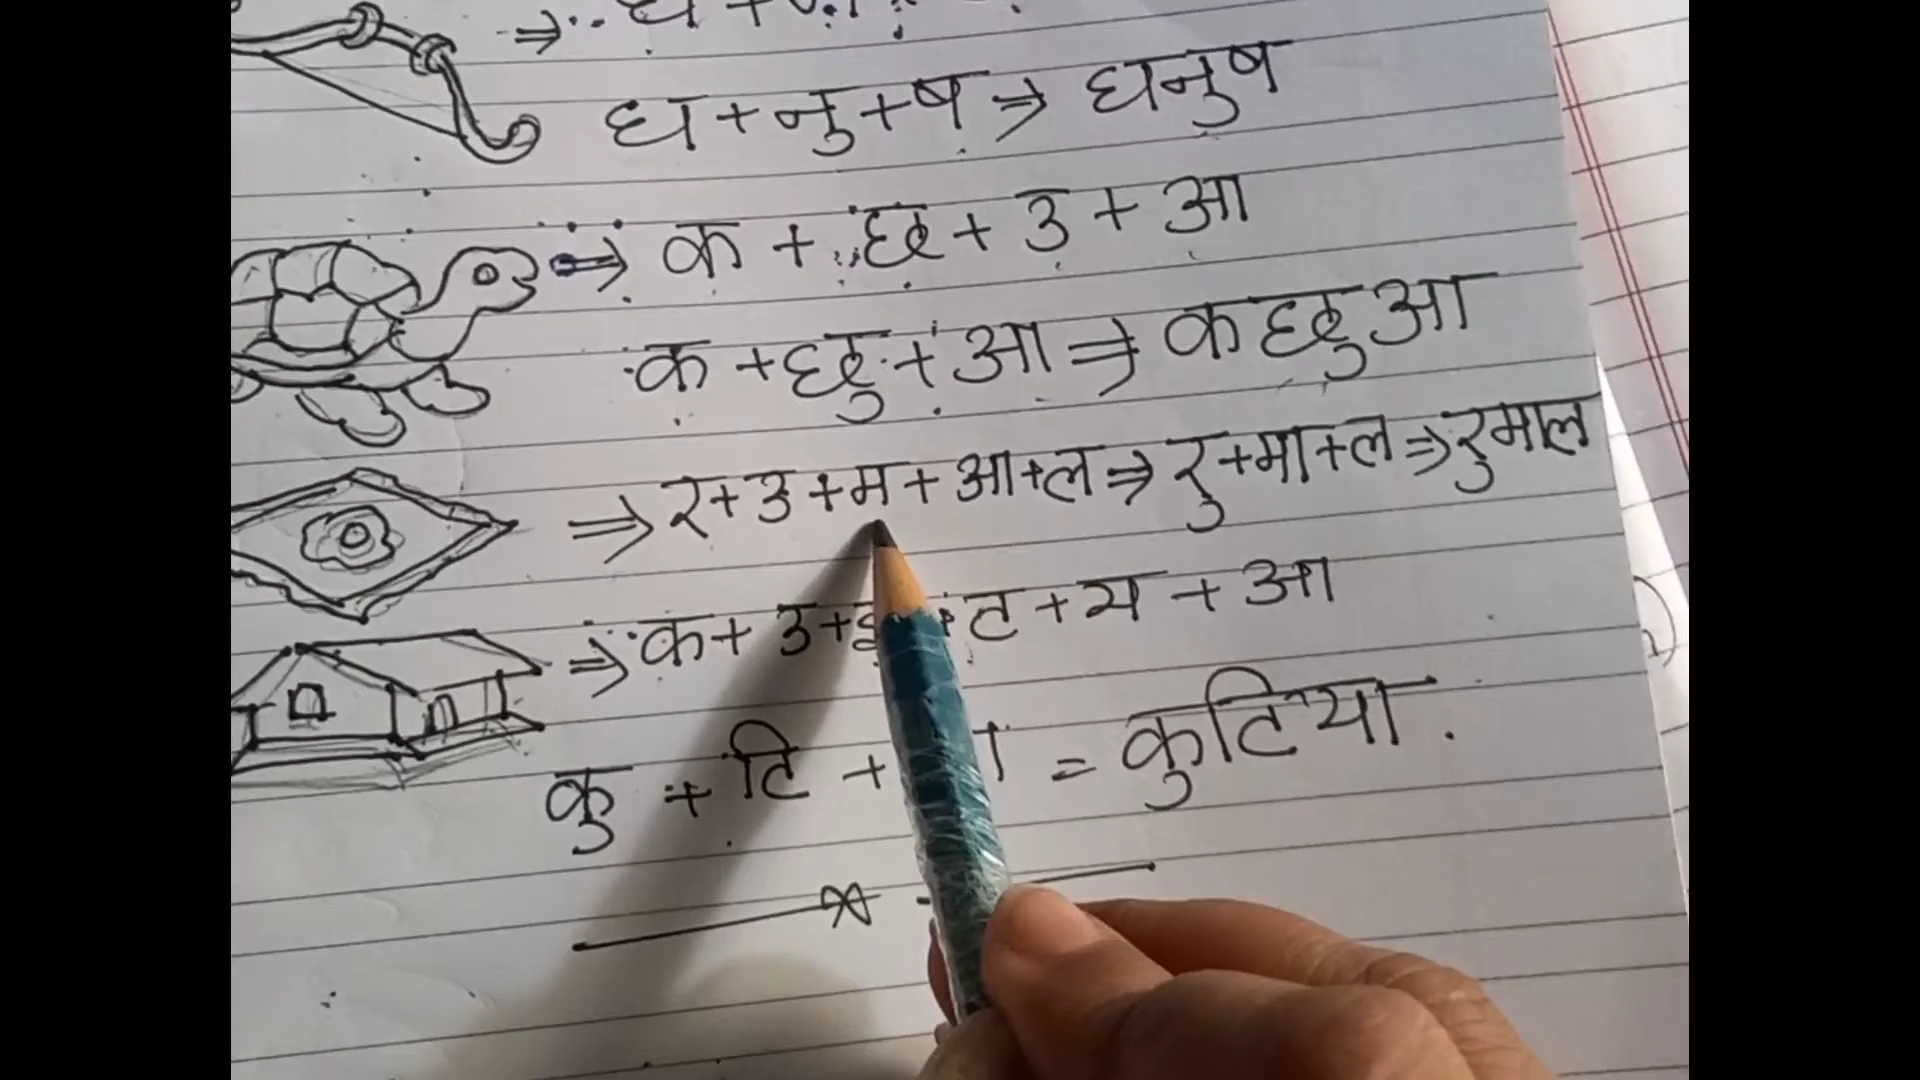 ध + नु + ष ⇒ धनुष
⇒ क + छ + उ + आ
क + छु + आ ⇒ कछुआ
⇒ र + उ + म + आ + ल ⇒ रु + मा + ल ⇒ रुमाल
⇒ क + उ + इ + ट + य + आ
कु + टि + = कुटिया .